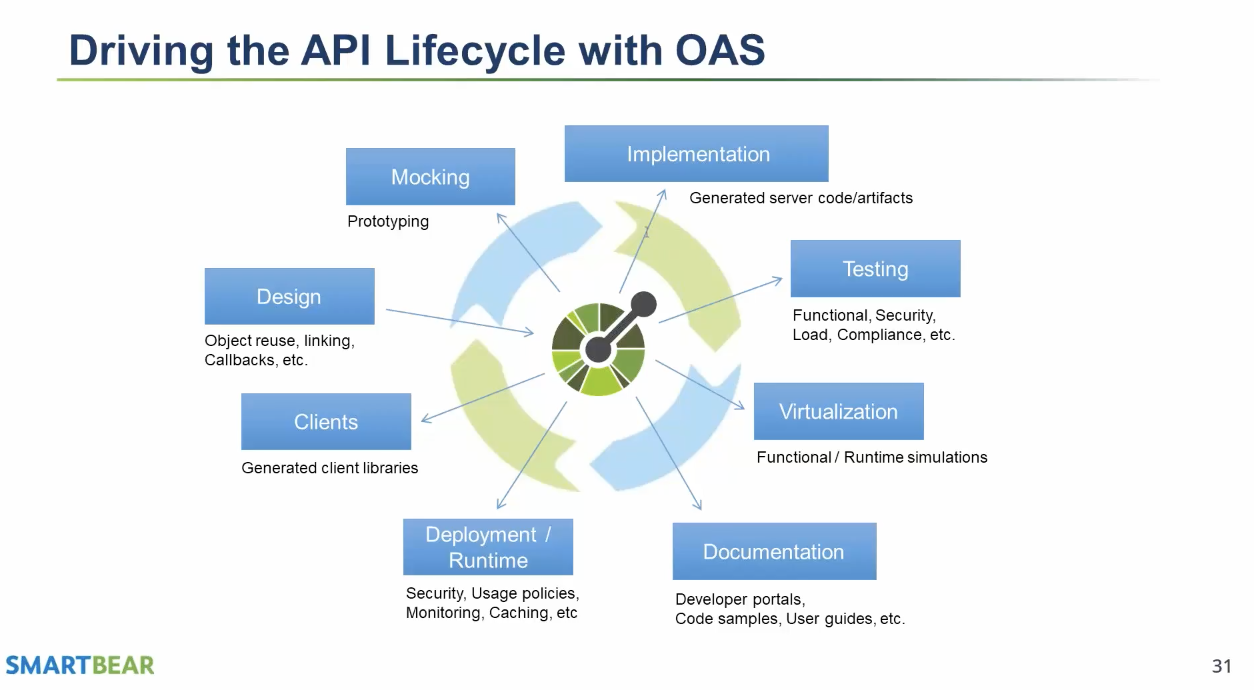 Driving the API Lifecycle with OAS
Mocking
Prototyping
Implementation
Generated server code/artifacts
Design
Object reuse, linking,
Callbacks, etc.
Testing
Functional, Security,
Load, Compliance, etc.
Clients
Generated client libraries
Virtualization
Functional / Runtime simulations
Deployment /
Runtime
Security, Usage policies,
Monitoring, Caching, etc
Documentation
Developer portals,
Code samples, User guides, etc.
SMARTBEAR
31